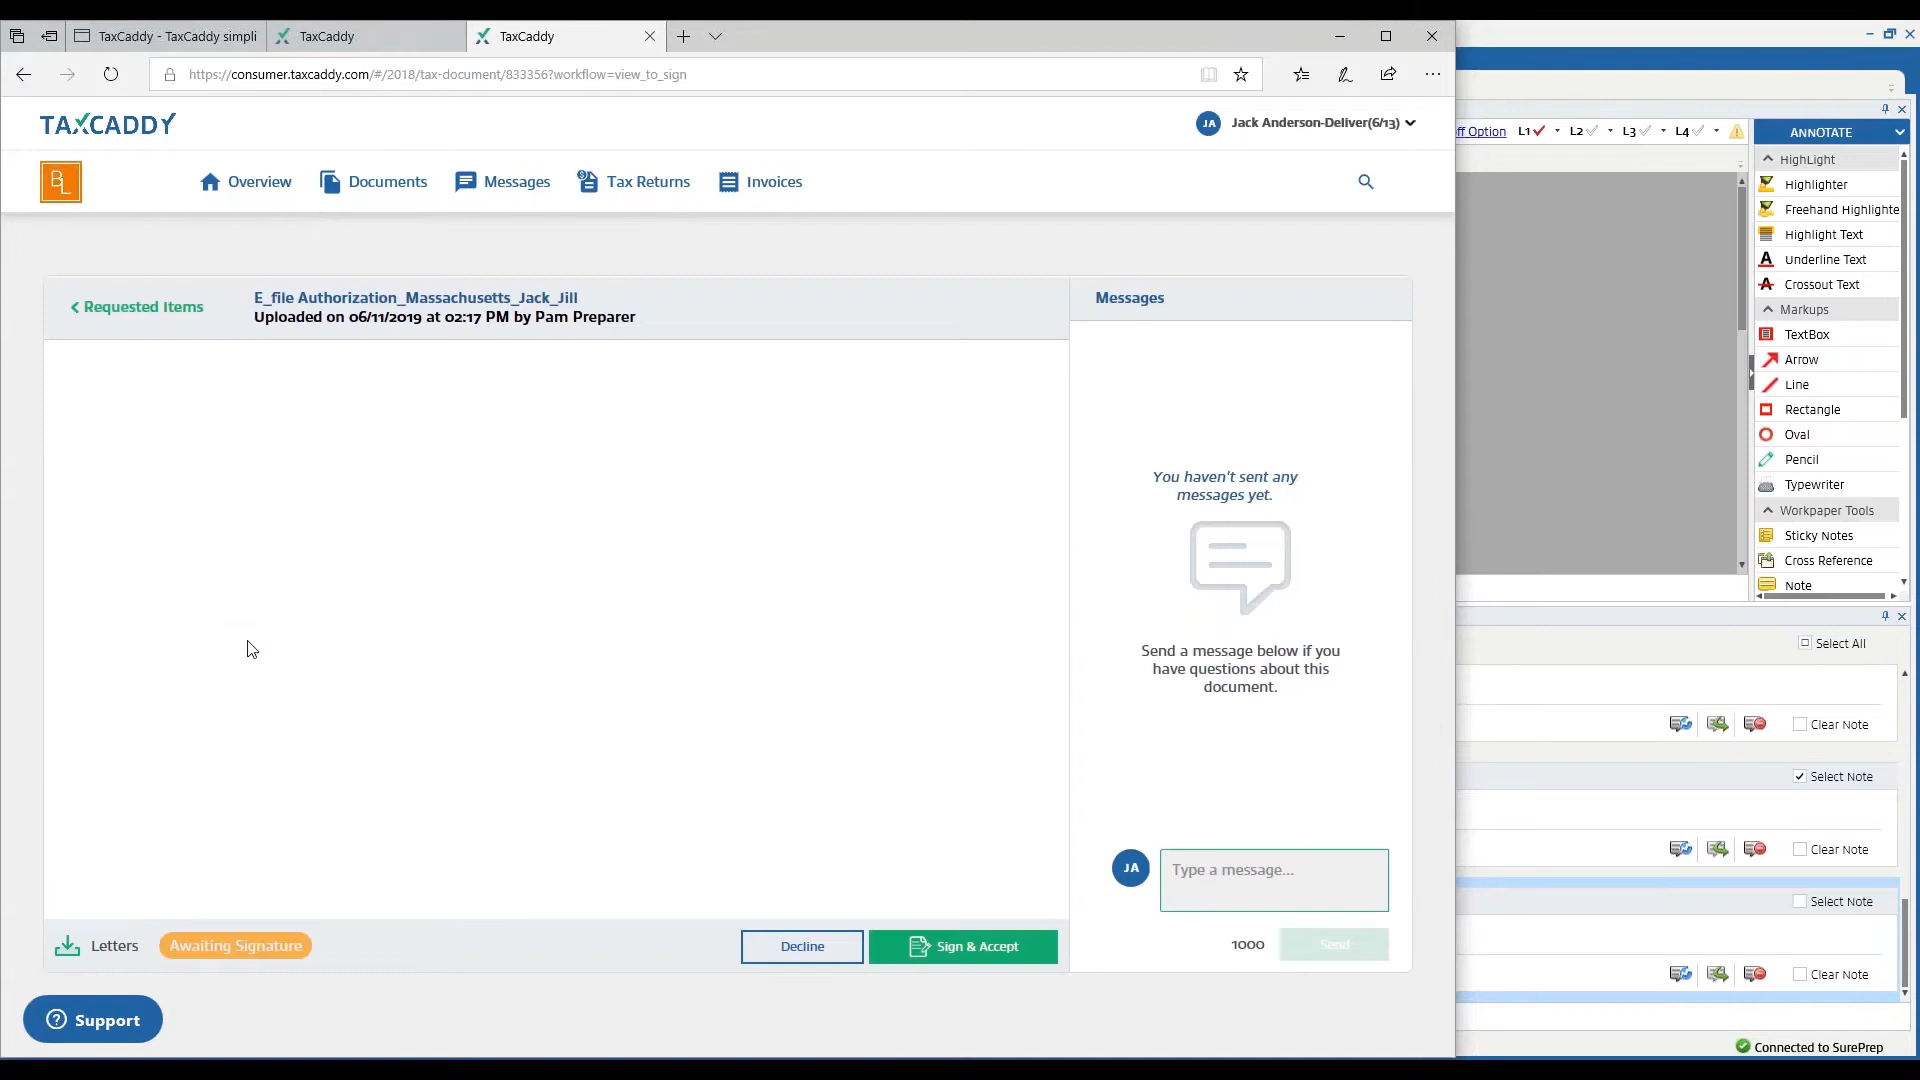 TaxCaddy - TaxCaddy simpli
TaxCaddy
TaxCaddy
https://consumer.taxcaddy.com/#/2018/tax-document/833356?workflow=view_to_sign
TAXCADDY
JA
Jack Anderson-Deliver(6/13)
BL
Overview
Documents
Messages
Tax Returns
Invoices
Requested Items
E_file Authorization_Massachusetts_Jack_Jill
Uploaded on 06/11/2019 at 02:17 PM by Pam Preparer
Messages
You haven't sent any
messages yet.
Send a message below if you
have questions about this
document.
JA
Type a message...
1000
Send
Letters
Awaiting Signature
Decline
Sign & Accept
Support
ff Option
L1
L2
L3
L4
ANNOTATE
HighLight
Highlighter
Freehand Highlighte
Highlight Text
Underline Text
Crossout Text
Markups
TextBox
Arrow
Line
Rectangle
Oval
Pencil
Typewriter
Workpaper Tools
Sticky Notes
Cross Reference
Note
Select All
Clear Note
Select Note
Clear Note
Select Note
Clear Note
Connected to SurePrep